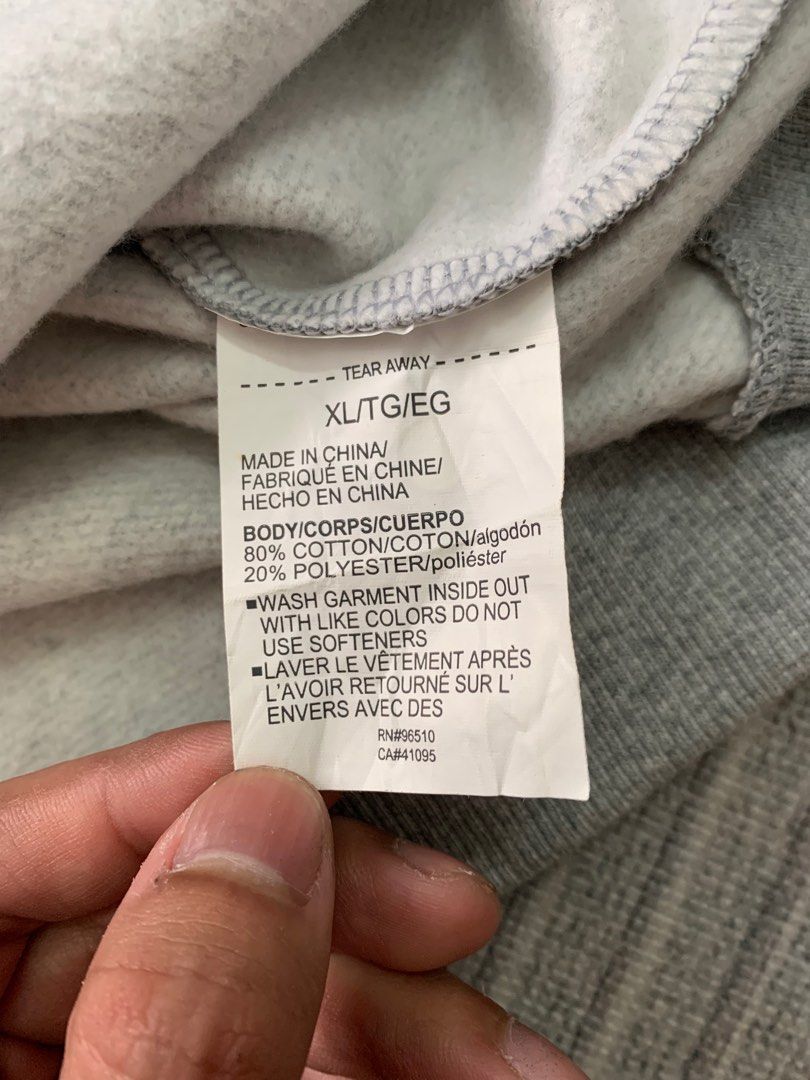 ------ TEAR AWAY ------
XL/TG/EG
MADE IN CHINA/
FABRIQUÉ EN CHINE/
HECHO EN CHINA
BODY/CORPS/CUERPO
80% COTTON/COTON/algodón
20% POLYESTER/poliéster
■WASH GARMENT INSIDE OUT
WITH LIKE COLORS DO NOT
USE SOFTENERS
■LAVER LE VÊTEMENT APRÈS
L'AVOIR RETOURNÉ SUR L'
ENVERS AVEC DES
RN#96510
CA#41095